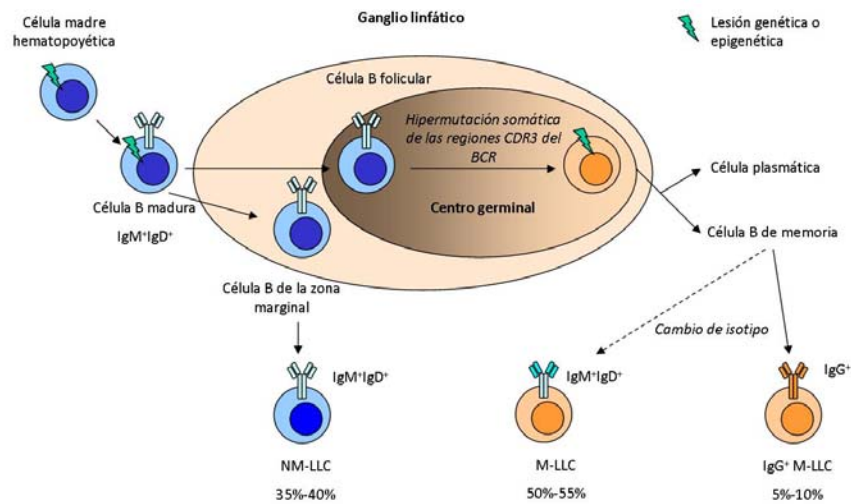 Célula madre
hematopoyética
Ganglio linfático
Lesión genética o
epigenética
Célula B folicular
Hipermutación somática
de las regiones CDR3 del
BCR
Célula plasmática
Célula B madura
IgM⁺IgD⁺
Centro germinal
Célula B de memoria
Célula B de la zona
marginal
Cambio de isotipo
IgM⁺IgD⁺
IgM⁺IgD⁺
IgG⁺
NM-LLC
M-LLC
IgG⁺ M-LLC
35%-40%
50%-55%
5%-10%